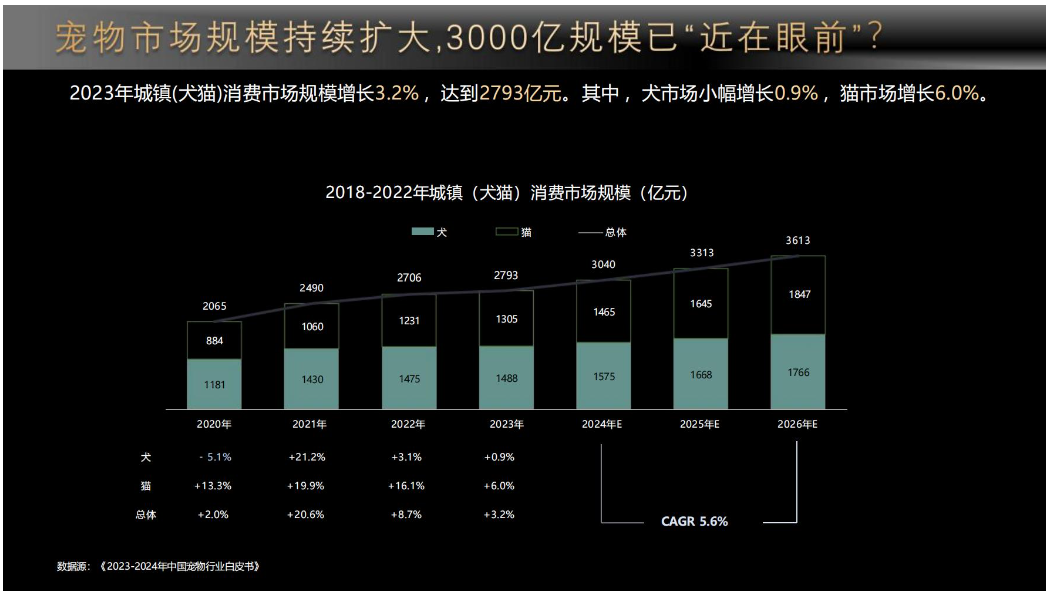 宠物市场规模持续扩大,3000亿规模已“近在眼前”？
2023年城镇(犬猫)消费市场规模增长3.2%，达到2793亿元。其中，犬市场小幅增长0.9%，猫市场增长6.0%。
2018-2022年城镇（犬猫）消费市场规模（亿元）
犬 猫 总体
2065 2490 2706 2793 3040 3313 3613
884 1060 1231 1305 1465 1645 1847
1181 1430 1475 1488 1575 1668 1766
2020年 2021年 2022年 2023年 2024年E 2025年E 2026年E
犬 - 5.1% +21.2% +3.1% +0.9%
猫 +13.3% +19.9% +16.1% +6.0%
总体 +2.0% +20.6% +8.7% +3.2%
CAGR 5.6%
数据源：《2023-2024年中国宠物行业白皮书》